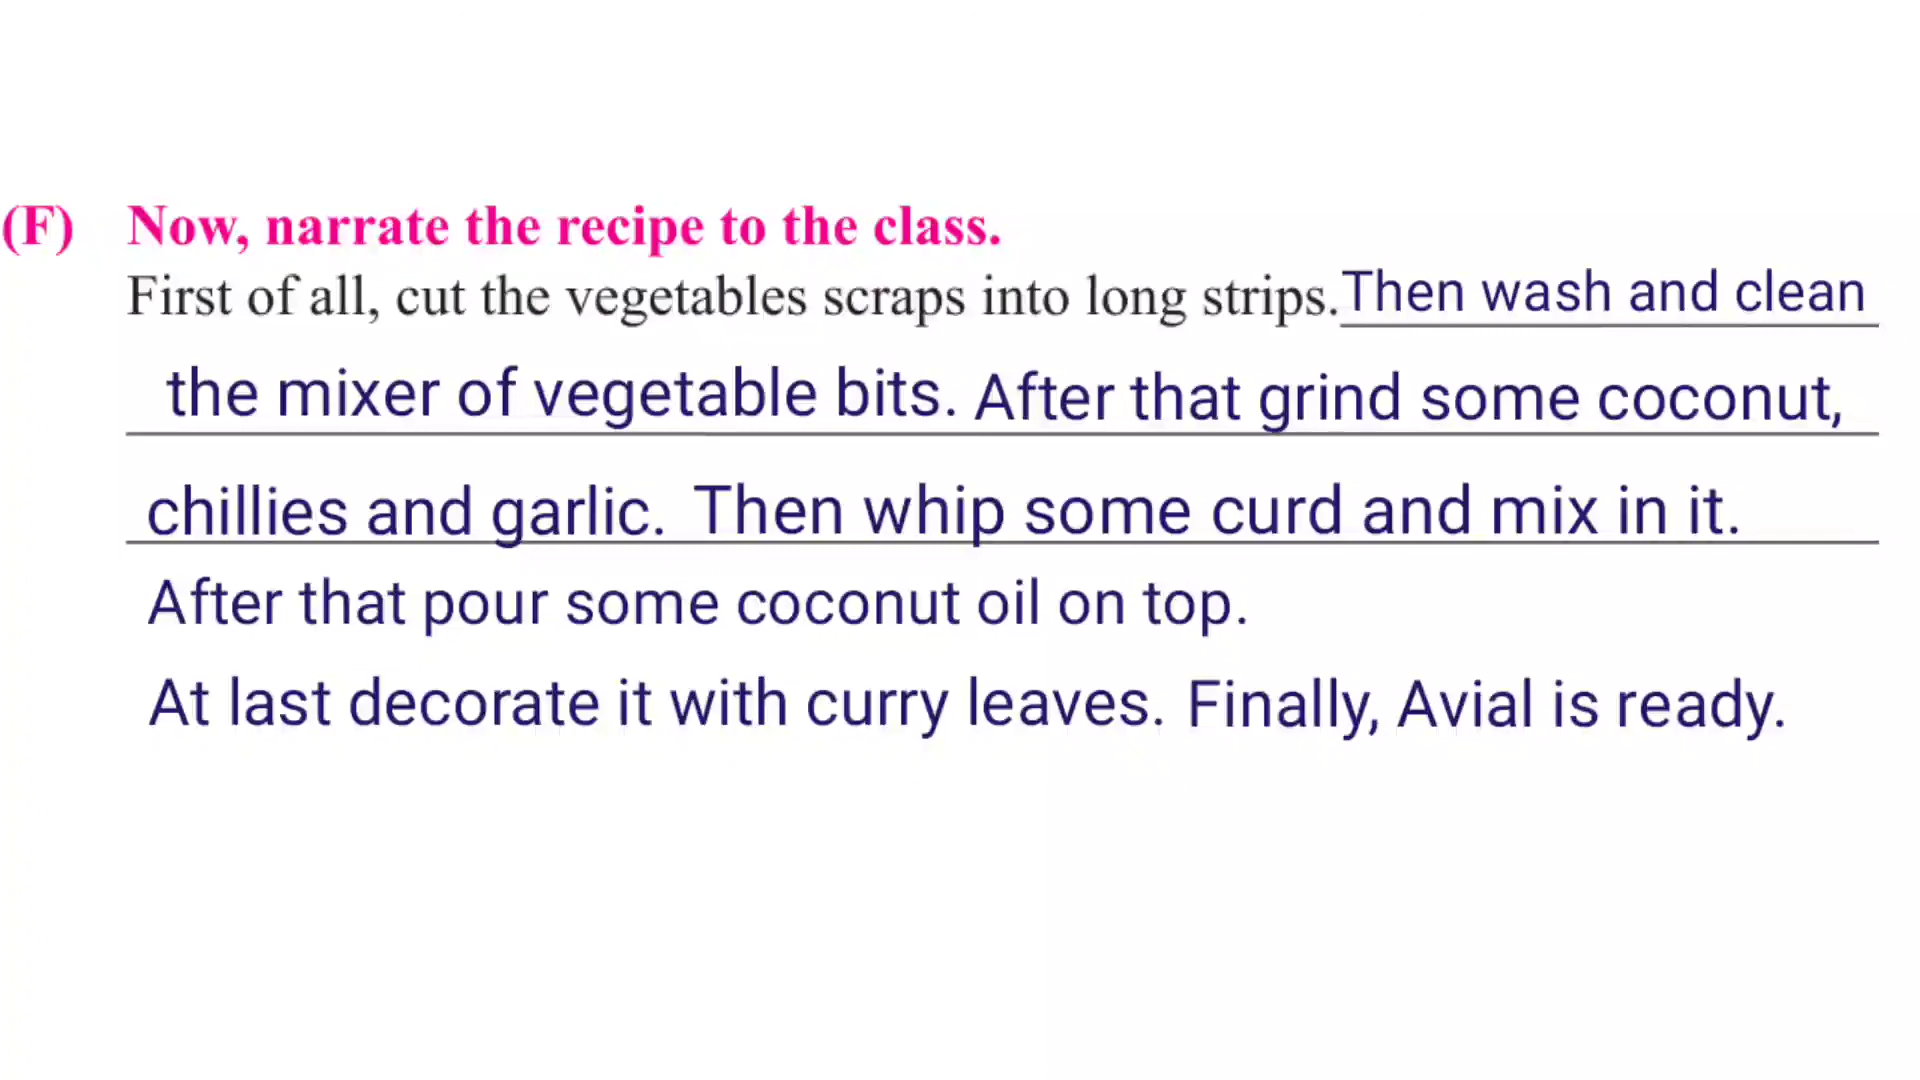 (F) Now, narrate the recipe to the class.
First of all, cut the vegetables scraps into long strips. Then wash and clean
the mixer of vegetable bits. After that grind some coconut,
chillies and garlic. Then whip some curd and mix in it.
After that pour some coconut oil on top.
At last decorate it with curry leaves. Finally, Avial is ready.